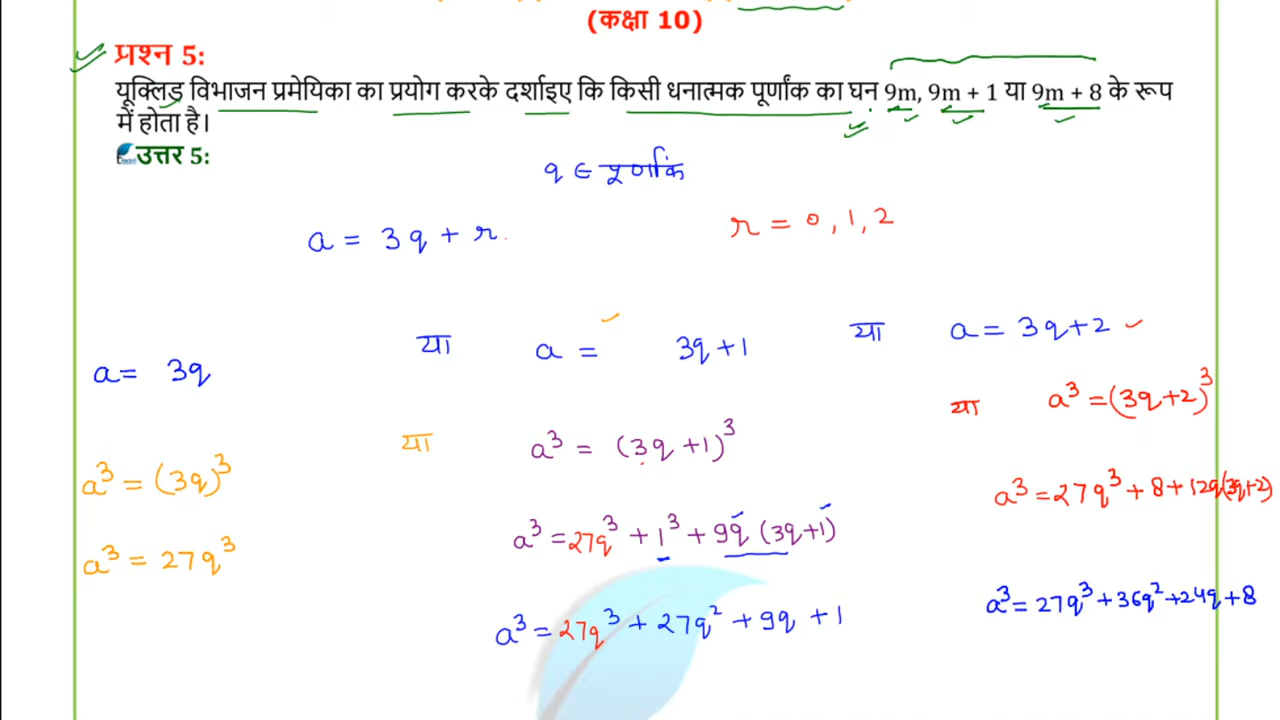 (कक्षा 10)
प्रश्न 5:
यूक्लिड विभाजन प्रमेयिका का प्रयोग करके दर्शाइए कि किसी धनात्मक पूर्णांक का घन 9m, 9m + 1 या 9m + 8 के रूप
में होता है।
उत्तर 5:
q ∈ पूर्णांक
a = 3q + r
r = 0, 1, 2
a = 3q या a = 3q+1 या a = 3q+2
a³ = (3q)³ या a³ = (3q+1)³ या a³ = (3q+2)³
a³ = 27q³
a³ = 27q³ + 1³ + 9q (3q+1)
a³ = 27q³ + 27q² + 9q + 1
a³ = 27q³ + 8 + 12q(3q+2)
a³ = 27q³ + 36q² + 24q + 8